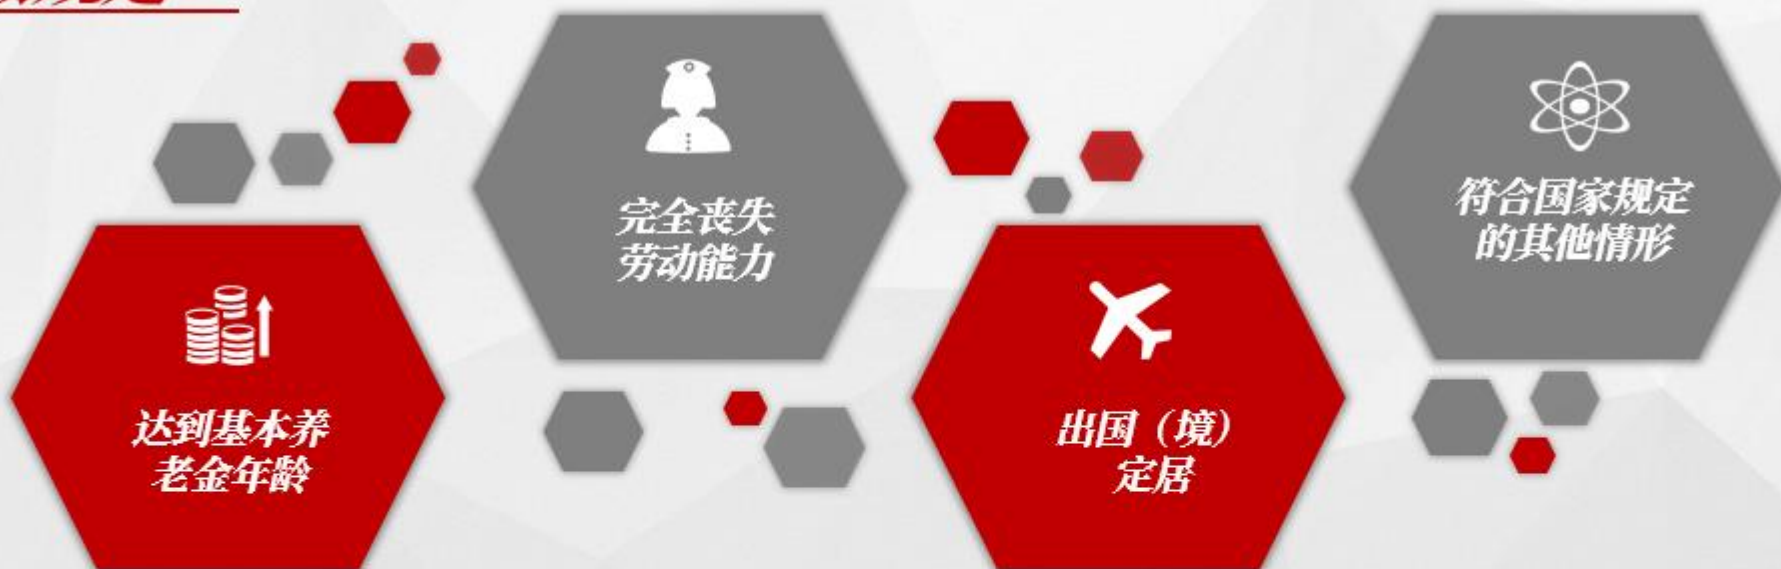 完全丧失
劳动能力
符合国家规定
的其他情形
达到基本养
老金年龄
出国（境）
定居